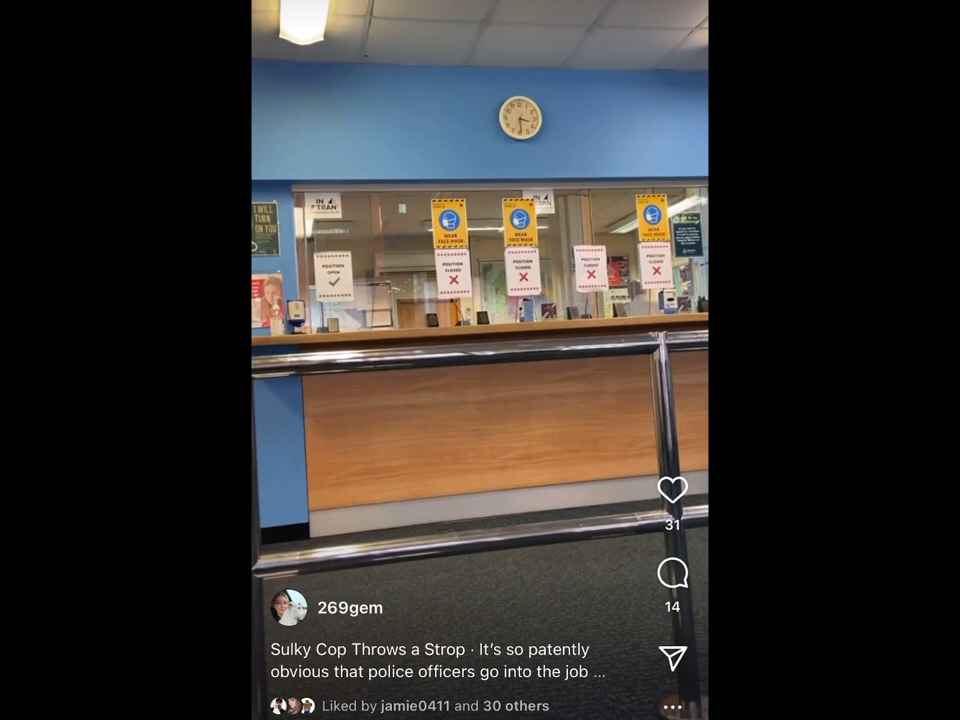 IN
I WILL
TURN
ON YOU
WEAR
FACE MASK
WEAR
FACE MASK
WEAR
FACE MASK
POSITION
OPEN
POSITION
CLOSED
POSITION
CLOSED
POSITION
CLOSED
POSITION
CLOSED
31
14
269gem
Sulky Cop Throws a Strop · It’s so patently
obvious that police officers go into the job ...
Liked by jamie0411 and 30 others